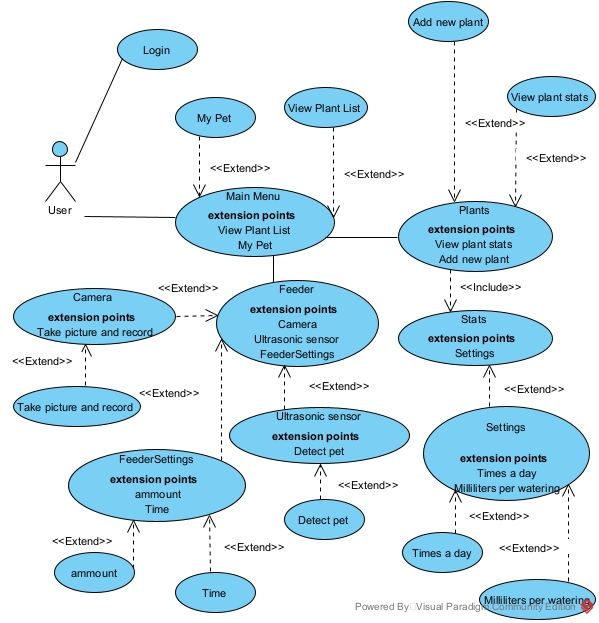 Add new plant
Login
View plant stats
View Plant List
My Pet
<<Extend>>
<<Extend>>
<<Extend>>
<<Extend>>
User
Main Menu
extension points
View Plant List
My Pet
Plants
extension points
View plant stats
Add new plant
<<Extend>>
<<Include>>
Camera
extension points
Take picture and record
Feeder
extension points
Camera
Ultrasonic sensor
FeederSettings
Stats
extension points
Settings
<<Extend>>
<<Extend>>
<<Extend>>
<<Extend>>
Take picture and record
Ultrasonic sensor
extension points
Detect pet
Settings
extension points
Times a day
Milliliters per watering
FeederSettings
extension points
ammount
Time
<<Extend>>
Detect pet
<<Extend>>
<<Extend>>
<<Extend>>
<<Extend>>
Times a day
ammount
Time
Milliliters per watering
Powered By Visual Paradigm Community Edition